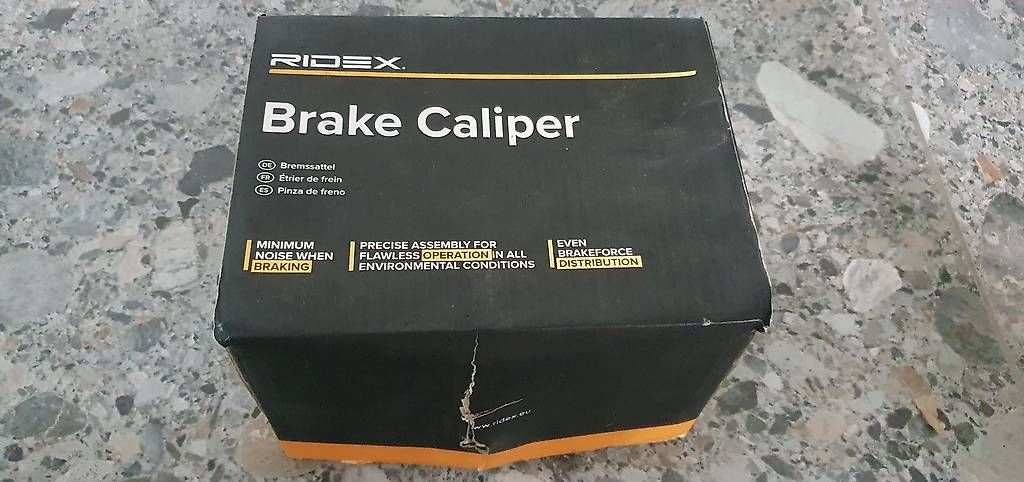 RIDEX.
Brake Caliper
DE Bremssattel
FR Étrier de frein
ES Pinza de freno
MINIMUM
NOISE WHEN
BRAKING
PRECISE ASSEMBLY FOR
FLAWLESS OPERATION IN ALL
ENVIRONMENTAL CONDITIONS
EVEN
BRAKEFORCE
DISTRIBUTION
www.ridex.eu